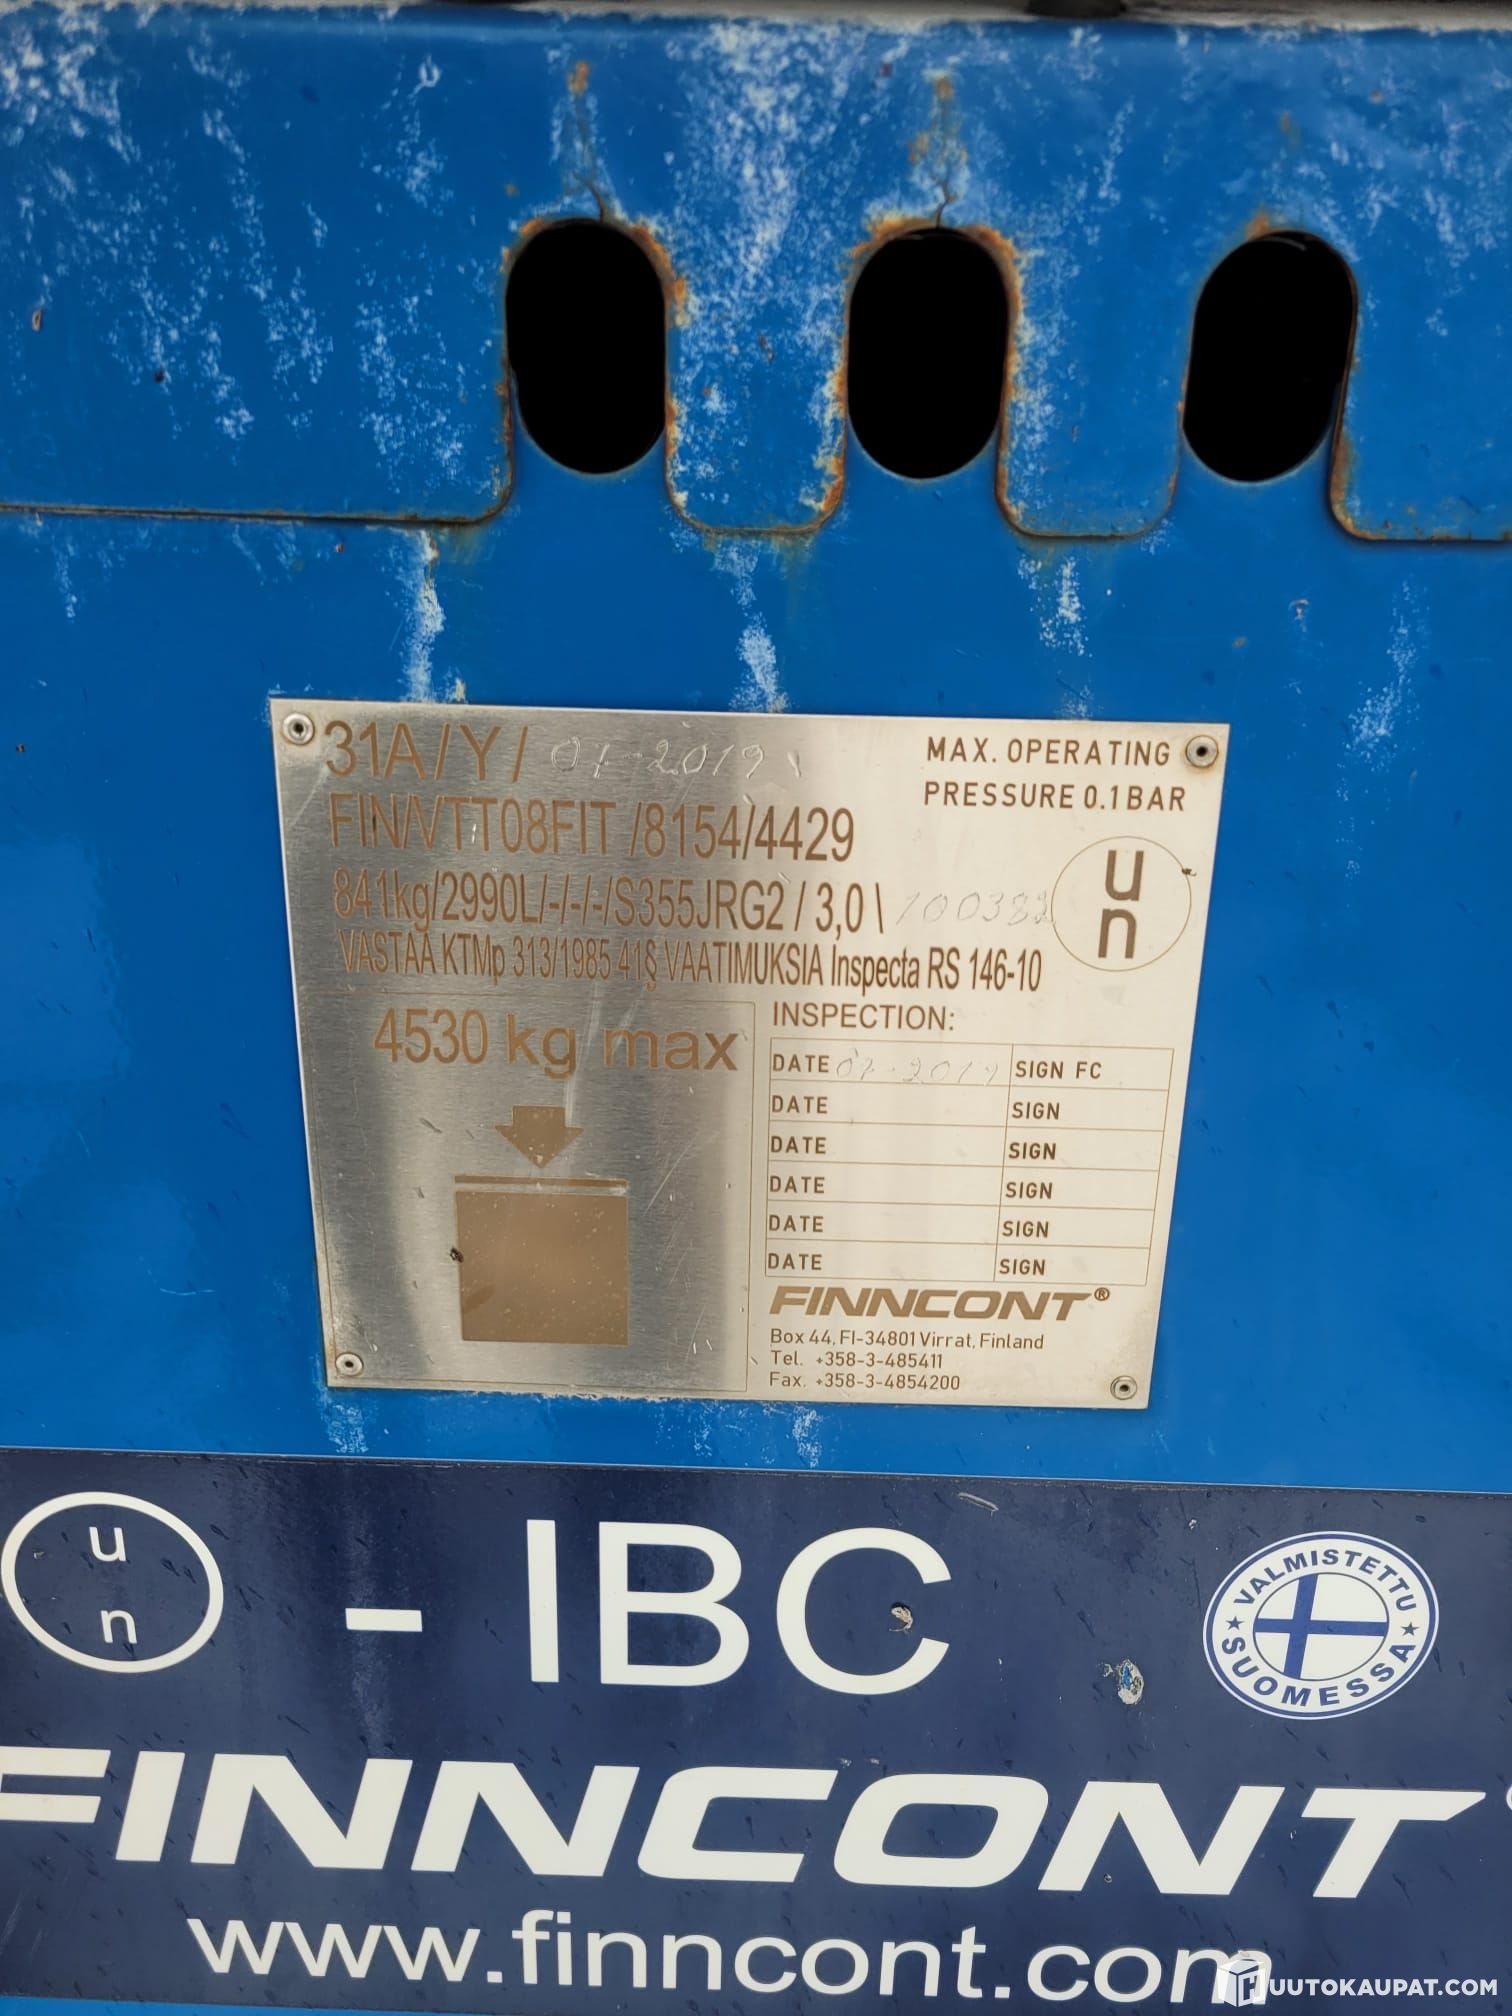 31A/Y/ 07-2019
MAX. OPERATING
PRESSURE 0.1 BAR
FIN/VTT08FIT /8154/4429
841kg/2990L/-/-/-/S355JRG2 / 3,0 \ 100382
un
VASTAA KTMp 313/1985 41§ VAATIMUKSIA Inspecta RS 146-10
4530 kg max
INSPECTION:
DATE 07-2019 SIGN FC
DATE SIGN
DATE SIGN
DATE SIGN
DATE SIGN
DATE SIGN
FINNCONT®
Box 44, FI-34801 Virrat, Finland
Tel. +358-3-485411
Fax. +358-3-4854200
un - IBC
VALMISTETTU SUOMESSA
FINNCONT
www.finncont.com
HUUTOKAUPAT.COM